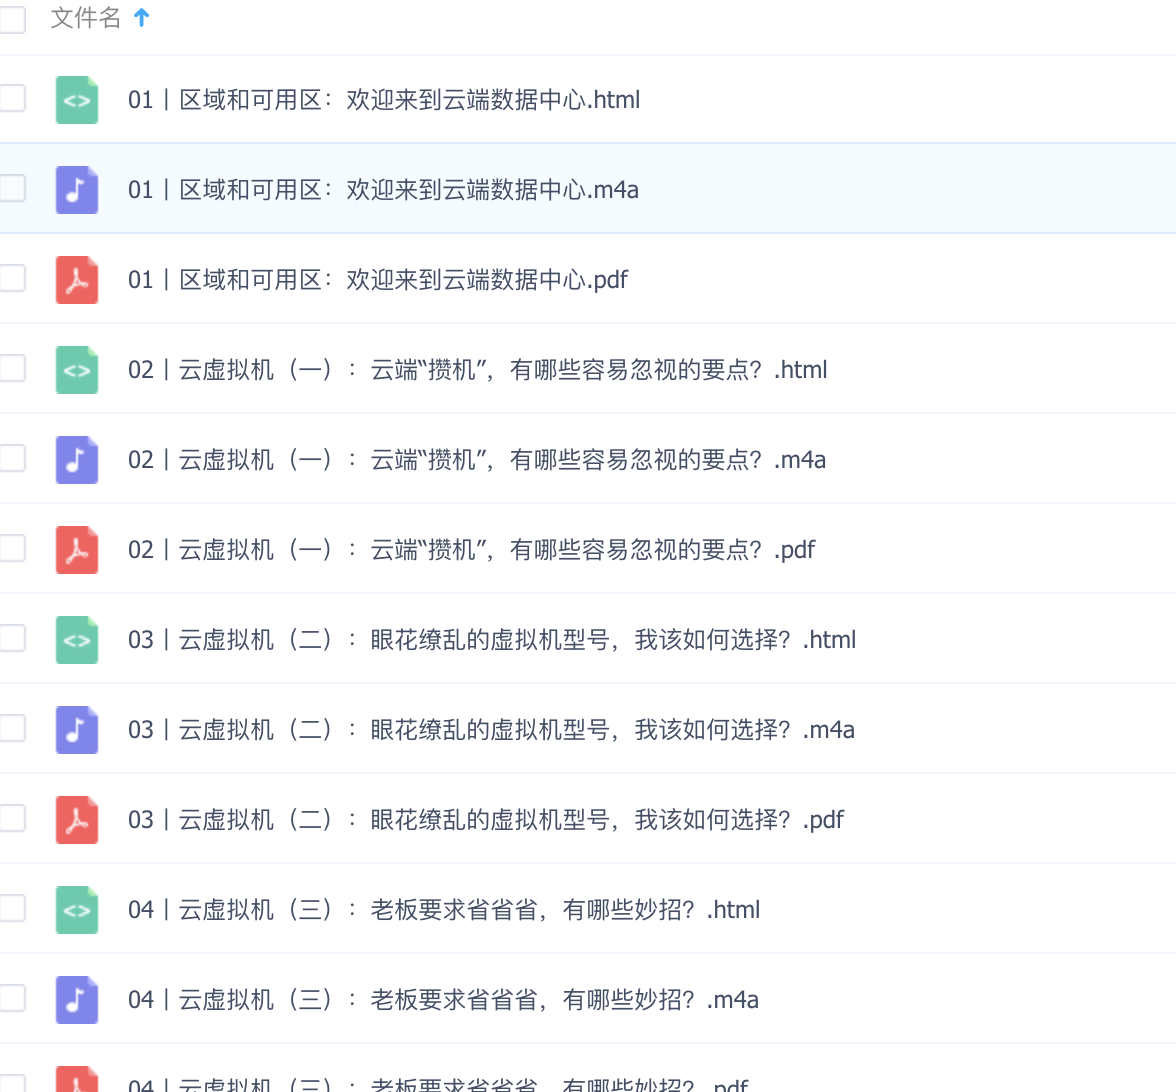 文件名
01丨区域和可用区：欢迎来到云端数据中心.html
01丨区域和可用区：欢迎来到云端数据中心.m4a
01丨区域和可用区：欢迎来到云端数据中心.pdf
02丨云虚拟机（一）：云端“攒机”，有哪些容易忽视的要点？.html
02丨云虚拟机（一）：云端“攒机”，有哪些容易忽视的要点？.m4a
02丨云虚拟机（一）：云端“攒机”，有哪些容易忽视的要点？.pdf
03丨云虚拟机（二）：眼花缭乱的虚拟机型号，我该如何选择？.html
03丨云虚拟机（二）：眼花缭乱的虚拟机型号，我该如何选择？.m4a
03丨云虚拟机（二）：眼花缭乱的虚拟机型号，我该如何选择？.pdf
04丨云虚拟机（三）：老板要求省省省，有哪些妙招？.html
04丨云虚拟机（三）：老板要求省省省，有哪些妙招？.m4a
04丨云虚拟机（三）：老板要求省省省，有哪些妙招？.pdf